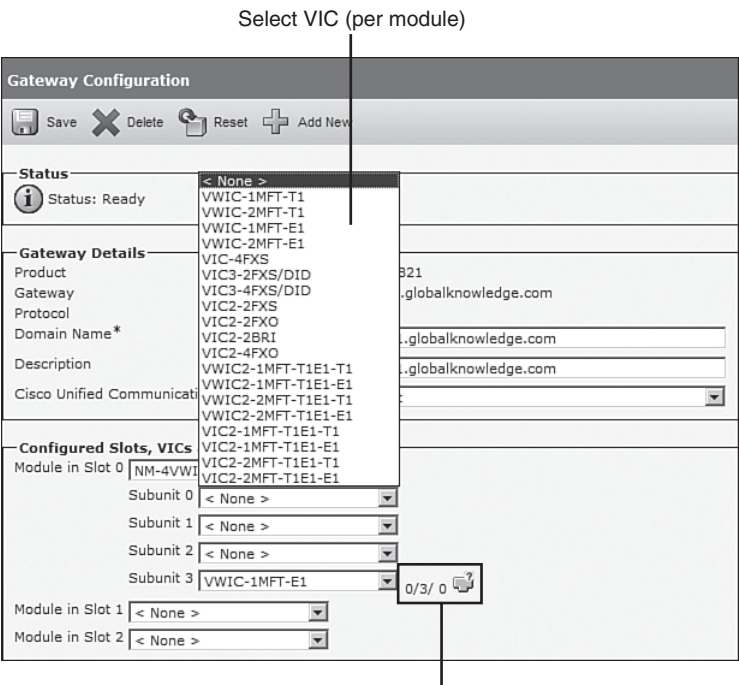 Select VIC (per module)
Gateway Configuration
Save Delete Reset Add New
Status
Status: Ready
< None >
VWIC-1MFT-T1
VWIC-2MFT-T1
VWIC-1MFT-E1
VWIC-2MFT-E1
VIC-4FXS
VIC3-2FXS/DID
VIC3-4FXS/DID
VIC2-2FXS
VIC2-2FXO
VIC2-2BRI
VIC2-4FXO
VWIC2-1MFT-T1E1-T1
VWIC2-1MFT-T1E1-E1
VWIC2-2MFT-T1E1-T1
VWIC2-2MFT-T1E1-E1
VIC2-1MFT-T1E1-T1
VIC2-1MFT-T1E1-E1
VIC2-2MFT-T1E1-T1
VIC2-2MFT-T1E1-E1
Gateway Details
Product 821
Gateway .globalknowledge.com
Protocol
Domain Name* .globalknowledge.com
Description .globalknowledge.com
Cisco Unified Communicati
Configured Slots, VICs
Module in Slot 0 NM-4VWI
Subunit 0 < None >
Subunit 1 < None >
Subunit 2 < None >
Subunit 3 VWIC-1MFT-E1 0/3/ 0
Module in Slot 1 < None >
Module in Slot 2 < None >